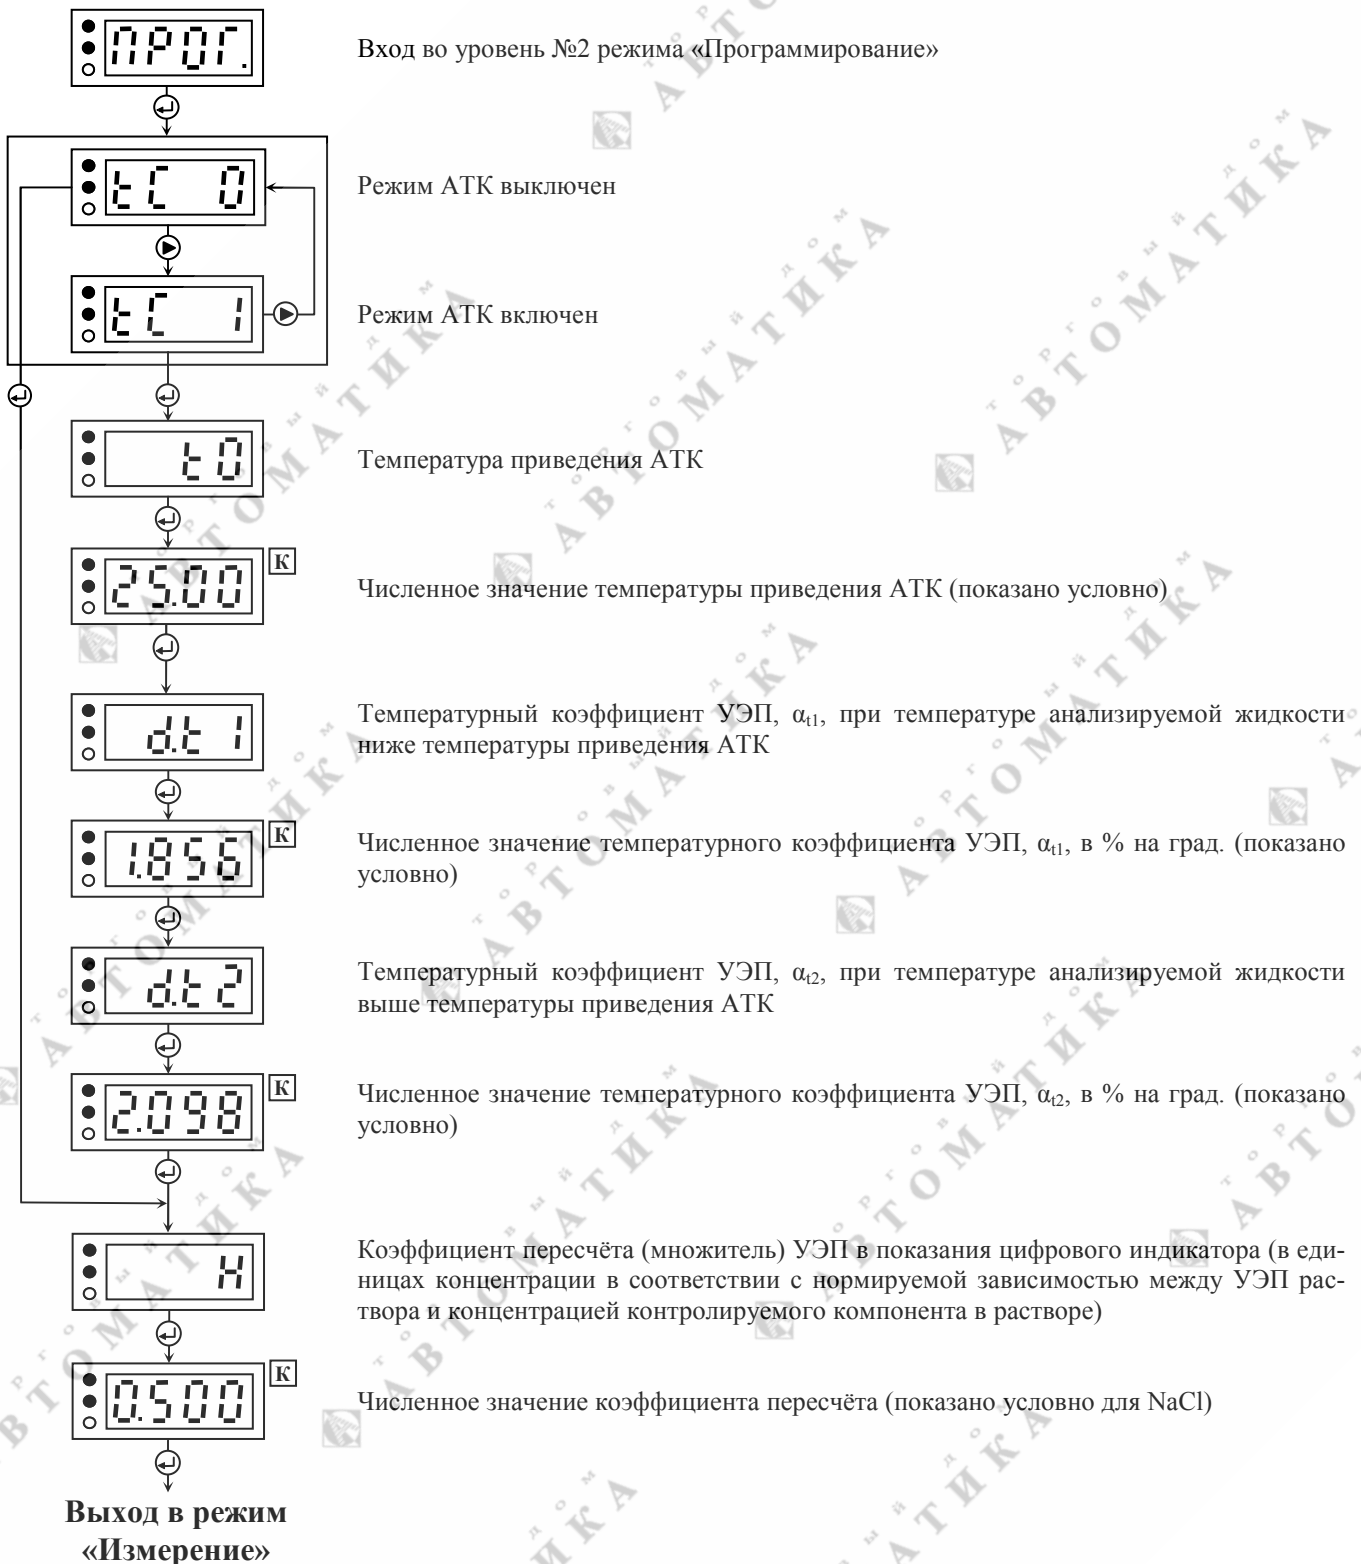 ПРОГ.
Вход во уровень №2 режима «Программирование»
tC 0
Режим АТК выключен
tC 1
Режим АТК включен
t0
Температура приведения АТК
25.00
К
Численное значение температуры приведения АТК (показано условно)
d.t 1
Температурный коэффициент УЭП, αt1, при температуре анализируемой жидкости
ниже температуры приведения АТК
1.856
К
Численное значение температурного коэффициента УЭП, αt1, в % на град. (показано
условно)
d.t 2
Температурный коэффициент УЭП, αt2, при температуре анализируемой жидкости
выше температуры приведения АТК
2.098
К
Численное значение температурного коэффициента УЭП, αt2, в % на град. (показано
условно)
H
Коэффициент пересчёта (множитель) УЭП в показания цифрового индикатора (в еди-
ницах концентрации в соответствии с нормируемой зависимостью между УЭП рас-
твора и концентрацией контролируемого компонента в растворе)
0.500
К
Численное значение коэффициента пересчёта (показано условно для NaCl)
Выход в режим
«Измерение»
торговый дом
АВТОМАТИКА